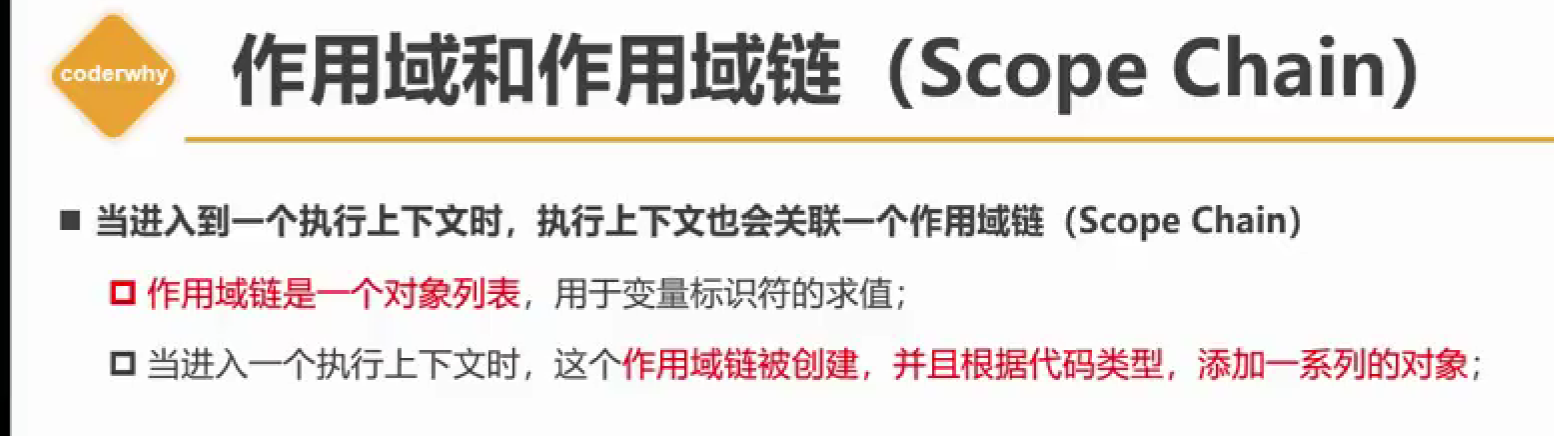 coderwhy
作用域和作用域链（Scope Chain）
当进入到一个执行上下文时，执行上下文也会关联一个作用域链（Scope Chain）
作用域链是一个对象列表，用于变量标识符的求值；
当进入一个执行上下文时，这个作用域链被创建，并且根据代码类型，添加一系列的对象；